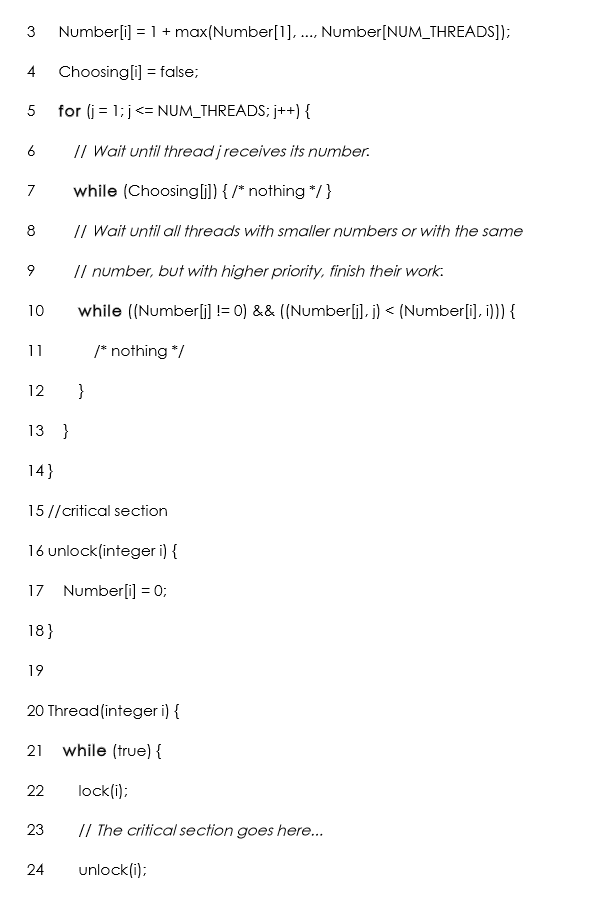 3 Number[i] = 1 + max(Number[1], ..., Number[NUM_THREADS]);
4 Choosing[i] = false;
5 for (j = 1; j <= NUM_THREADS; j++) {
6 // Wait until thread j receives its number.
7 while (Choosing[j]) { /* nothing */ }
8 // Wait until all threads with smaller numbers or with the same
9 // number, but with higher priority, finish their work.
10 while ((Number[j] != 0) && ((Number[j], j) < (Number[i], i))) {
11 /* nothing */
12 }
13 }
14 }
15 //critical section
16 unlock(integer i) {
17 Number[i] = 0;
18 }
19
20 Thread(integer i) {
21 while (true) {
22 lock(i);
23 // The critical section goes here...
24 unlock(i);